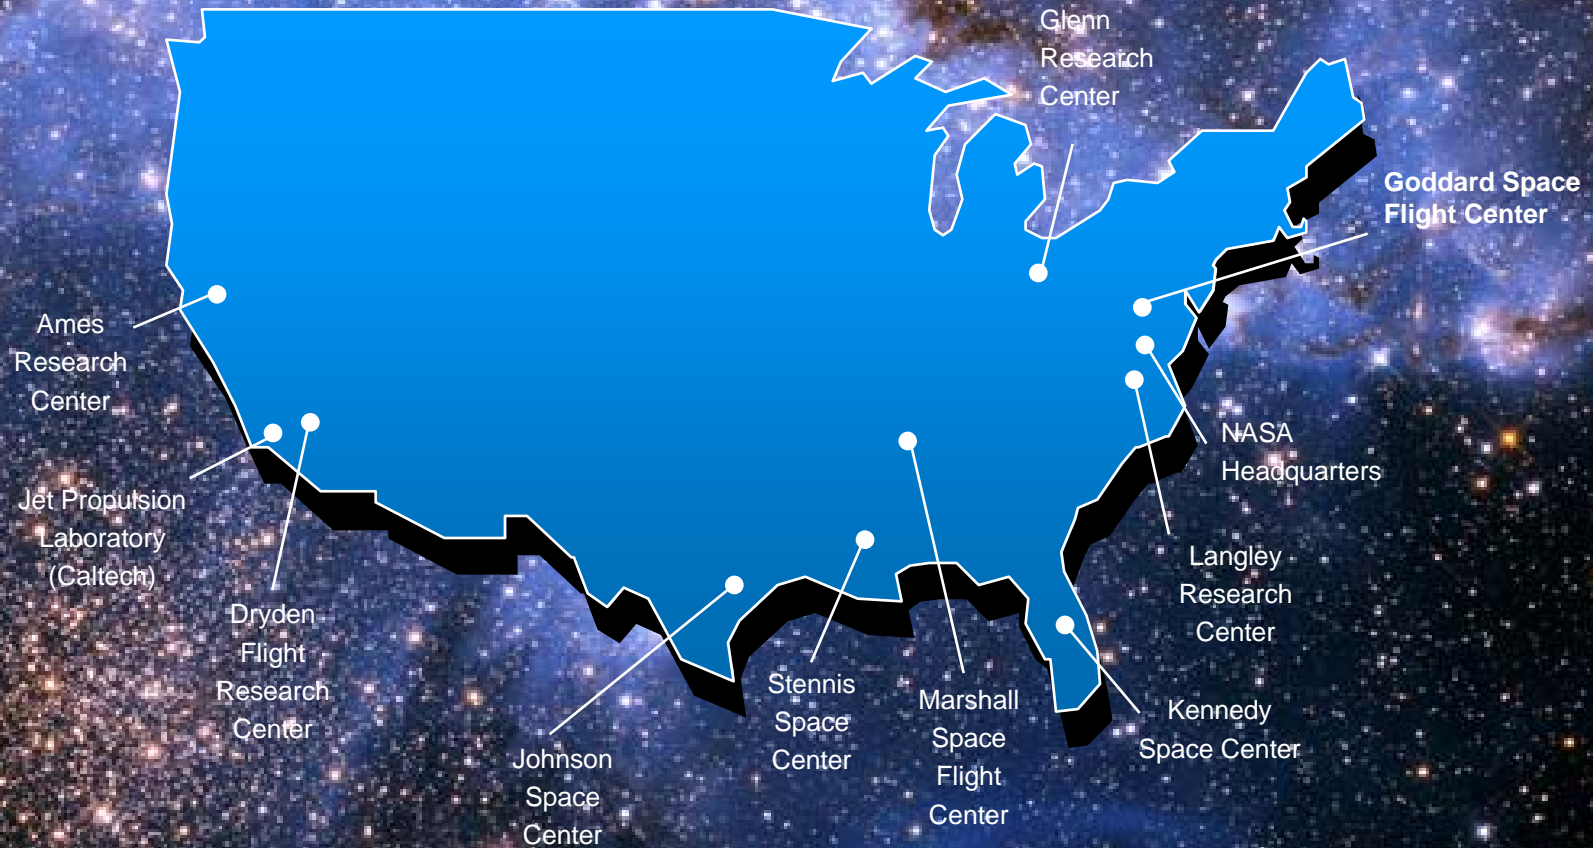 Glenn
Research
Center
Goddard Space
Flight Center
Ames
Research
Center
NASA
Headquarters
Jet Propulsion
Laboratory
(Caltech)
Langley
Research
Center
Dryden
Flight
Research
Center
Stennis
Space
Center
Marshall
Space
Flight
Center
Kennedy
Space Center
Johnson
Space
Center